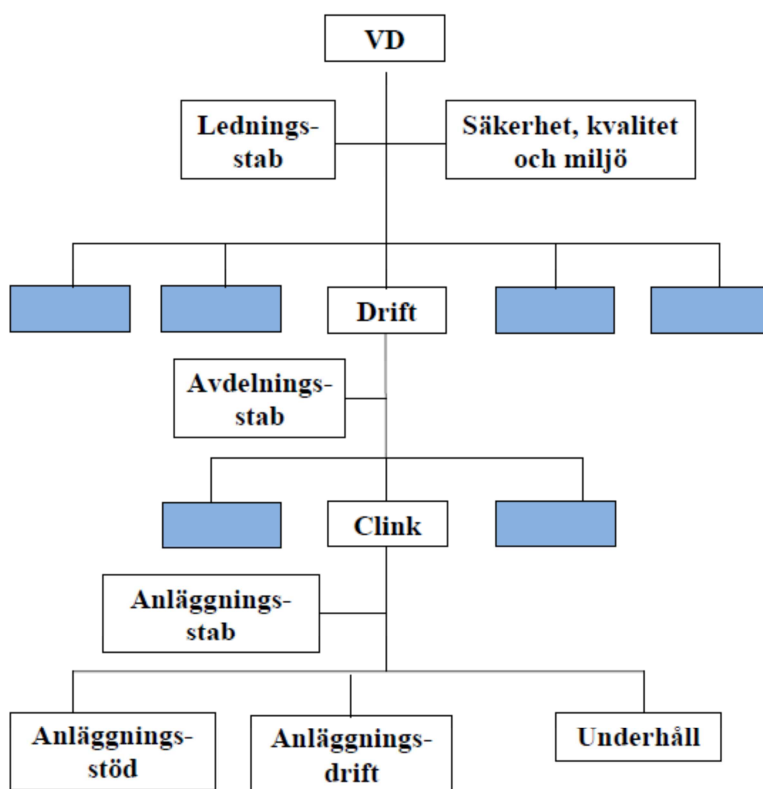 VD
Lednings-
stab
Säkerhet, kvalitet
och miljö
Drift
Avdelnings-
stab
Clink
Anläggnings-
stab
Anläggnings-
stöd
Anläggnings-
drift
Underhåll